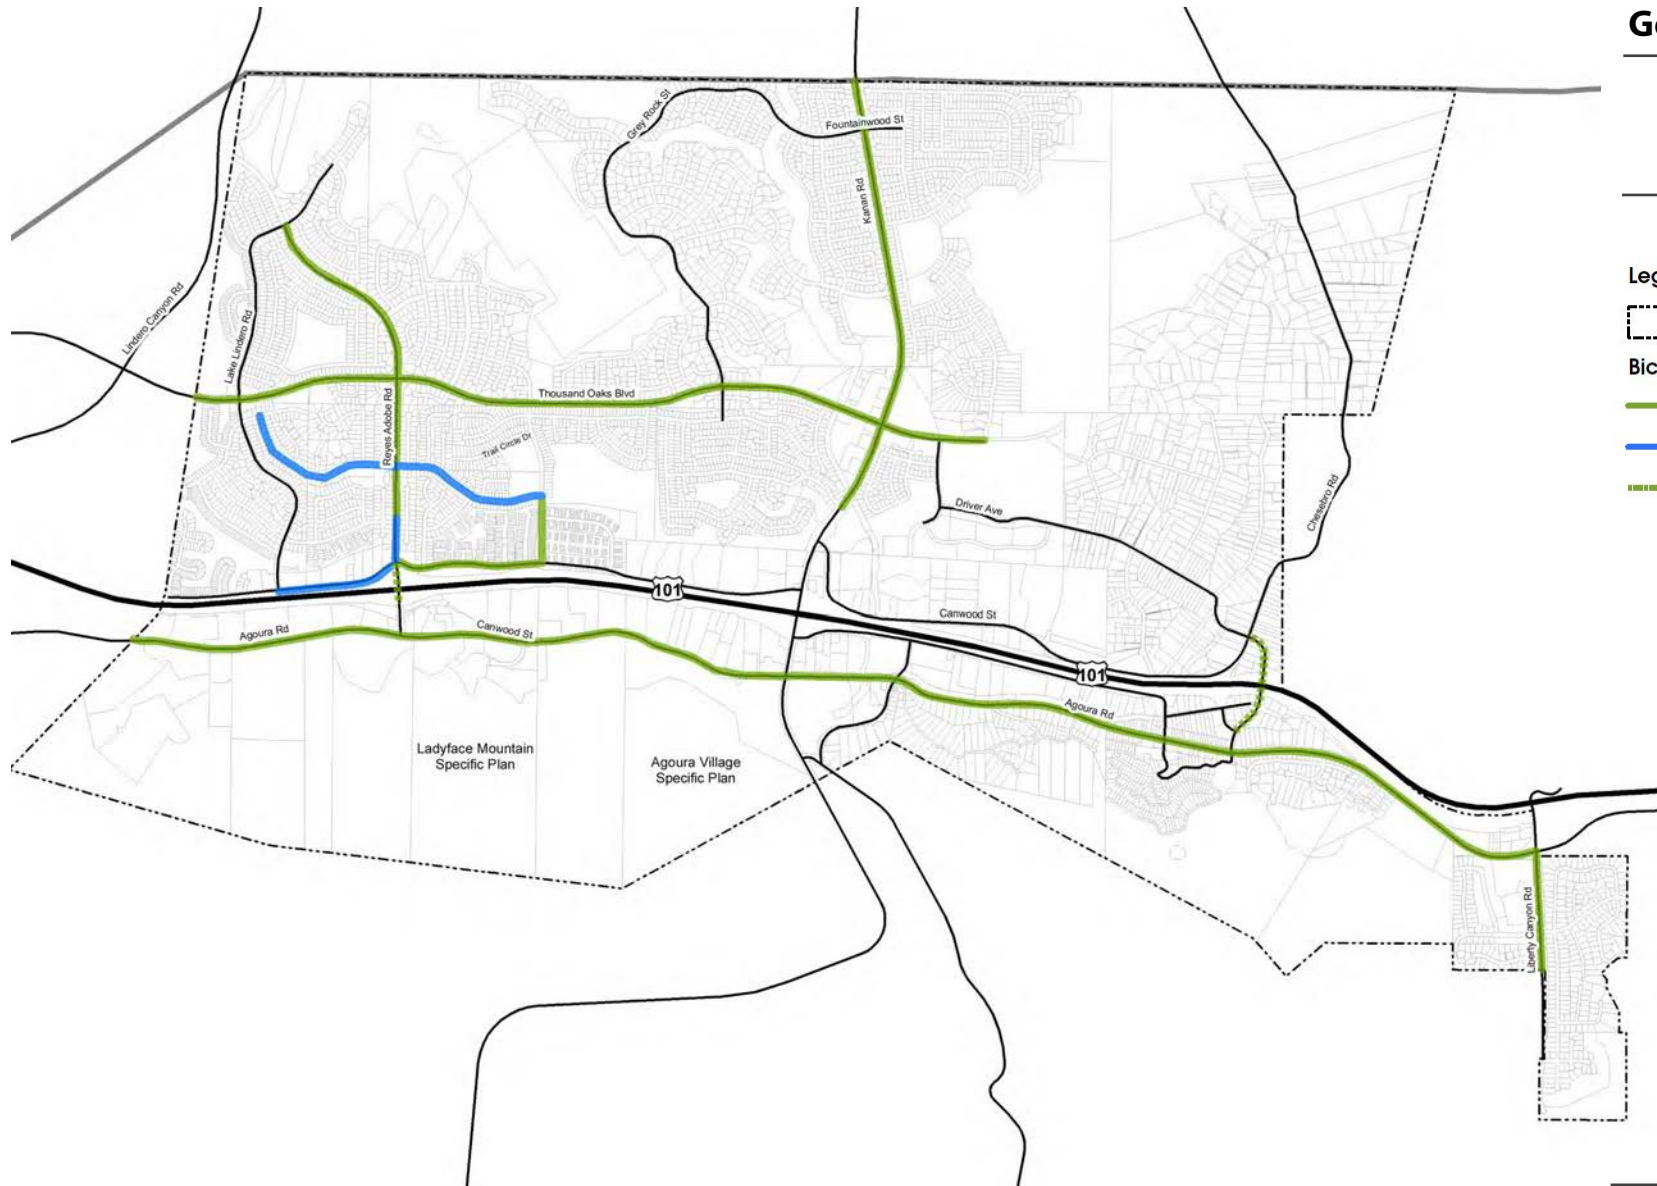 Ge
Grey Rock St
Fountainwood St
Kanan Rd
Leg
Lindero Canyon Rd
Lake Lindero Rd
Bic
Thousand Oaks Blvd
Reyes Adobe Rd
Trail Circle Dr
Driver Ave
Chesebro Rd
101
Canwood St
Agoura Rd
Canwood St
101
Agoura Rd
Ladyface Mountain
Specific Plan
Agoura Village
Specific Plan
Liberty Canyon Rd